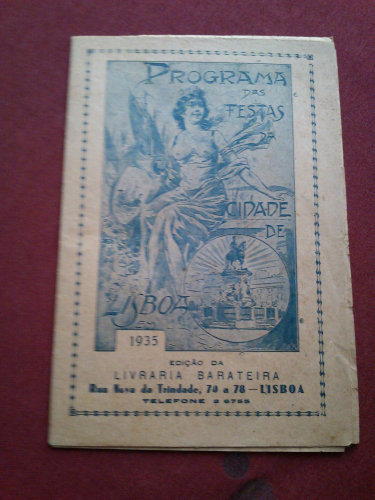 PROGRAMA
DAS
FESTAS
DA
CIDADE
DE
LISBOA
1935
EDIÇÃO DA
LIVRARIA BARATEIRA
Rua Nova da Trindade, 70 a 78 — LISBOA
TELEFONE 2 6755